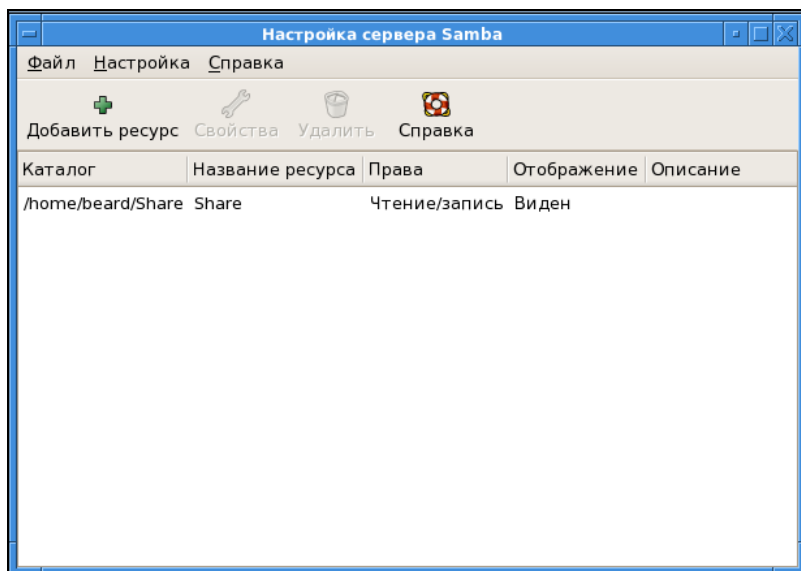 Настройка сервера Samba
Файл Настройка Справка
Добавить ресурс Свойства Удалить Справка
Каталог Название ресурса Права Отображение Описание
/home/beard/Share Share Чтение/запись Виден